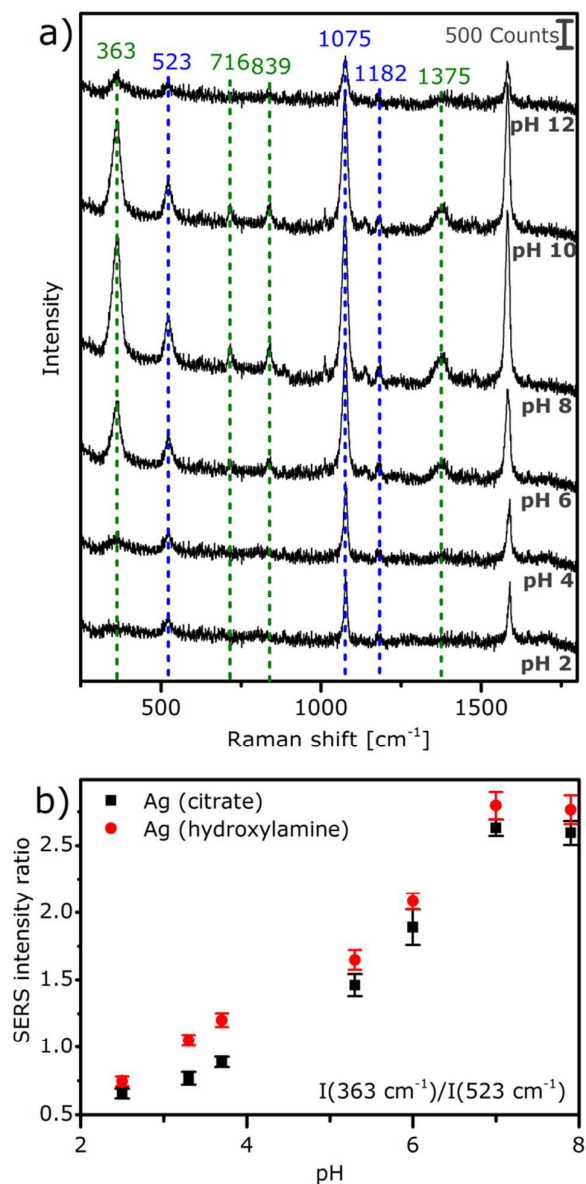 a)
500 Counts
363 523 716 839 1075 1182 1375
pH 12
pH 10
pH 8
pH 6
pH 4
pH 2
Intensity
500 1000 1500
Raman shift [cm⁻¹]
b)
Ag (citrate)
Ag (hydroxylamine)
SERS intensity ratio
2.5
2.0
1.5
1.0
0.5
I(363 cm⁻¹)/I(523 cm⁻¹)
2 4 6 8
pH